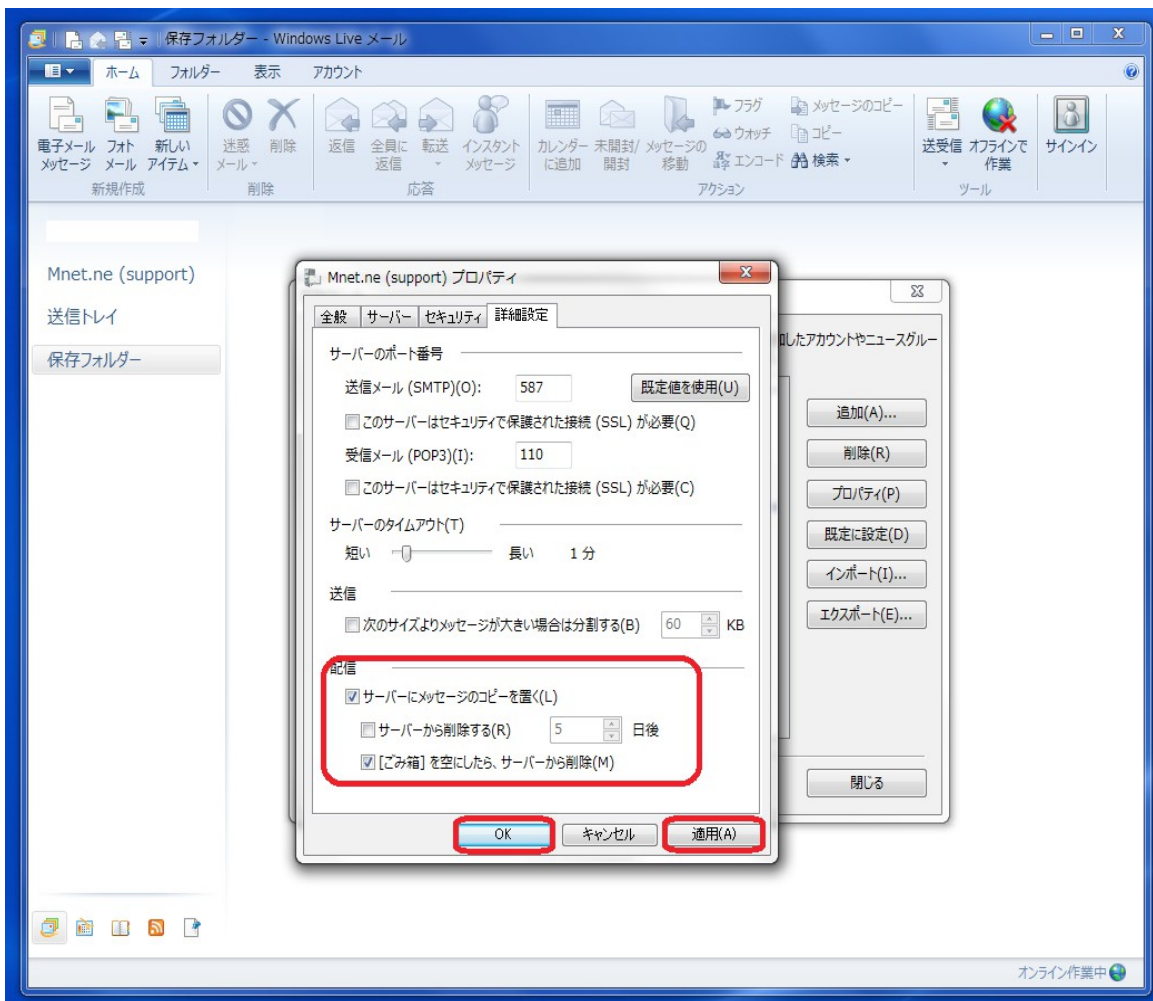 保存フォルダー - Windows Live メール
ホーム フォルダー 表示 アカウント
電子メール メッセージ
フォト メール
新しい アイテム
新規作成
迷惑 メール
削除
削除
返信
全員に 返信
転送
インスタント メッセージ
応答
カレンダー に追加
未開封/ 開封
メッセージの 移動
フラグ
ウォッチ
エンコード
メッセージのコピー
コピー
検索
アクション
送受信
オフラインで 作業
ツール
サインイン
Mnet.ne (support)
送信トレイ
保存フォルダー
Mnet.ne (support) プロパティ
全般 サーバー セキュリティ 詳細設定
サーバーのポート番号
送信メール (SMTP)(O): 587 既定値を使用(U)
このサーバーはセキュリティで保護された接続 (SSL) が必要(Q)
受信メール (POP3)(I): 110
このサーバーはセキュリティで保護された接続 (SSL) が必要(C)
サーバーのタイムアウト(T)
短い 長い 1 分
送信
次のサイズよりメッセージが大きい場合は分割する(B) 60 KB
配信
サーバーにメッセージのコピーを置く(L)
サーバーから削除する(R) 5 日後
[ごみ箱] を空にしたら、サーバーから削除(M)
OK キャンセル 適用(A)
したアカウントやニュースグルー
追加(A)...
削除(R)
プロパティ(P)
既定に設定(D)
インポート(I)...
エクスポート(E)...
閉じる
オンライン作業中